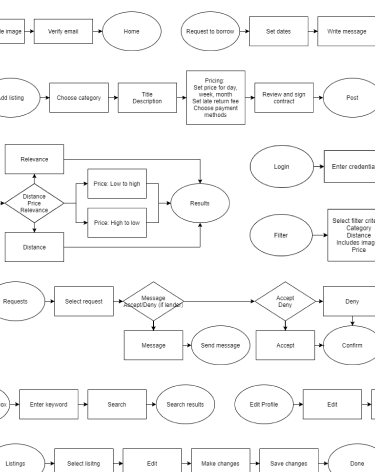 le image
Verify email
Home
Request to borrow
Set dates
Write message
Add listing
Choose category
Title
Description
Pricing:
Set price for day,
week, month
Set late return fee
Choose payment
methods
Review and sign
contract
Post
Relevance
Distance
Price
Relevance
Price: Low to high
Price: High to low
Results
Distance
Login
Enter credentia
Filter
Select filter crite
Category
Distance
Includes imag
Price
Requests
Select request
Message
Accept/Deny (if lender)
Accept
Deny
Deny
Message
Send message
Accept
Confirm
ox
Enter keyword
Search
Search results
Edit Profile
Edit
Listings
Select lisitng
Edit
Make changes
Save changes
Done